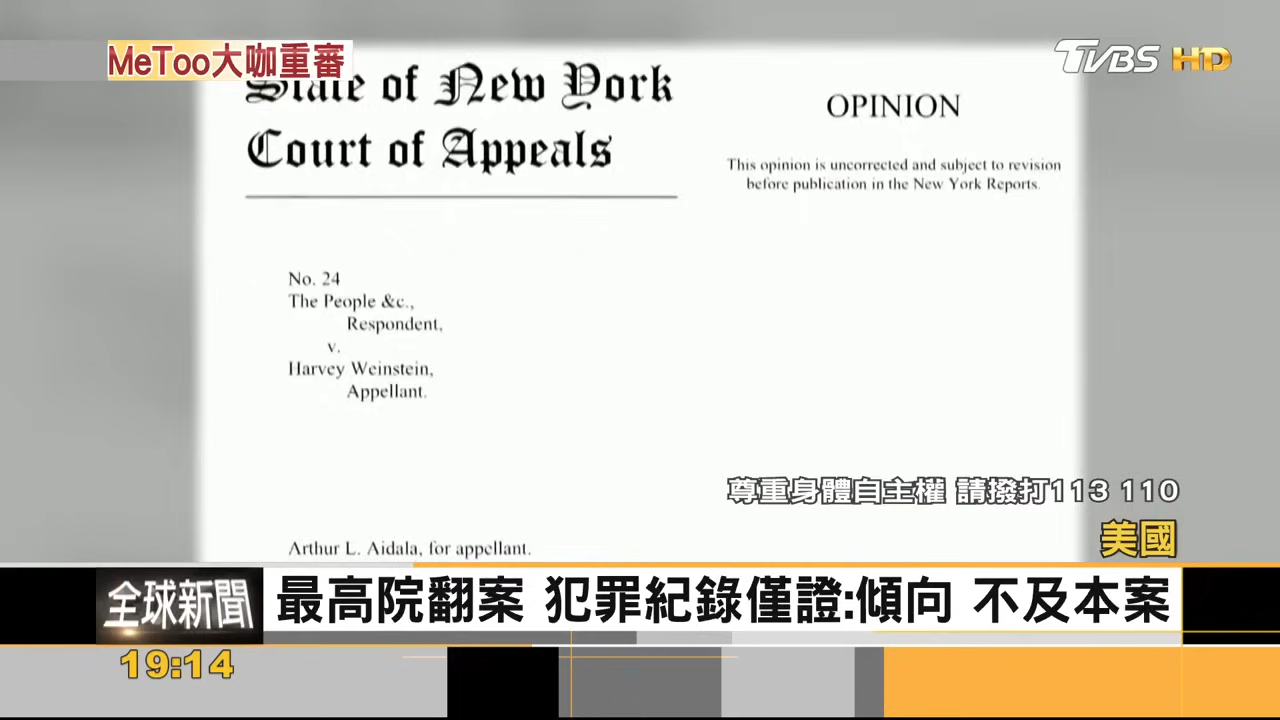 MeToo大咖重審
TVBS HD
State of New York
Court of Appeals
OPINION
This opinion is uncorrected and subject to revision
before publication in the New York Reports.
No. 24
The People &c.,
Respondent,
v.
Harvey Weinstein,
Appellant.
Arthur L. Aidala, for appellant.
尊重身體自主權 請撥打113 110
美國
全球新聞
最高院翻案 犯罪紀錄僅證:傾向 不及本案
19:14